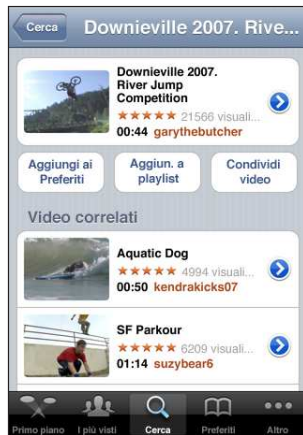 Cerca
Downieville 2007. Rive...
Downieville 2007.
River Jump
Competition
21566 visuali...
00:44 garythebutcher
Aggiungi ai
Preferiti
Aggiun. a
playlist
Condividi
video
Video correlati
Aquatic Dog
4994 visuali...
00:50 kendrakicks07
SF Parkour
6209 visuali...
01:14 suzybear6
Primo piano
I più visti
Cerca
Preferiti
Altro